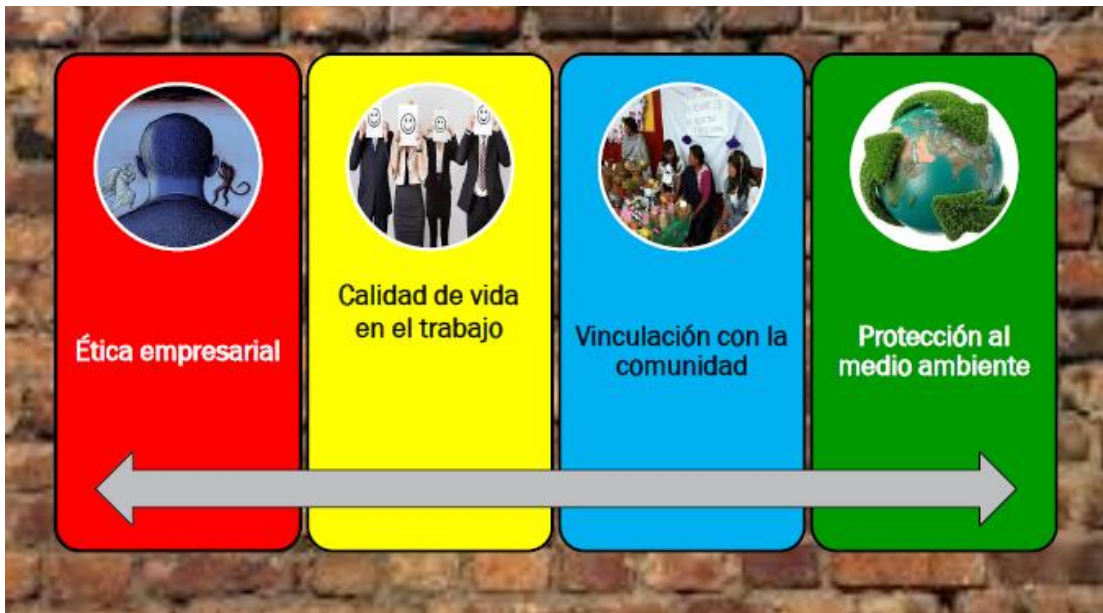 Ética empresarial
Calidad de vida
en el trabajo
Vinculación con la
comunidad
Protección al
medio ambiente